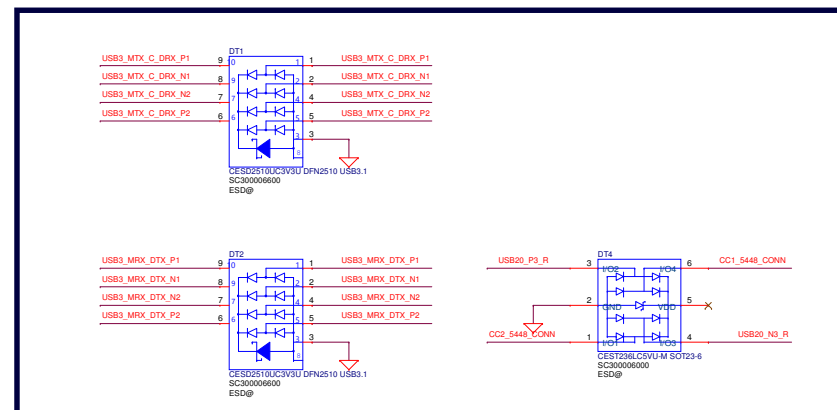 DT1
USB3_MTX_C_DRX_P1 9 10 1 1 USB3_MTX_C_DRX_P1
USB3_MTX_C_DRX_N1 8 9 2 2 USB3_MTX_C_DRX_N1
USB3_MTX_C_DRX_N2 7 7 4 4 USB3_MTX_C_DRX_N2
USB3_MTX_C_DRX_P2 6 6 5 5 USB3_MTX_C_DRX_P2
3 3
8
CESD2510UC3V3U DFN2510 USB3.1
SC300006600
ESD@
DT2
USB3_MRX_DTX_P1 9 10 1 1 USB3_MRX_DTX_P1
USB3_MRX_DTX_N1 8 9 2 2 USB3_MRX_DTX_N1
USB3_MRX_DTX_N2 7 7 4 4 USB3_MRX_DTX_N2
USB3_MRX_DTX_P2 6 6 5 5 USB3_MRX_DTX_P2
3 3
8
CESD2510UC3V3U DFN2510 USB3.1
SC300006600
ESD@
DT4
USB20_P3_R 3 I/O2 I/O4 6 CC1_5448_CONN
2 GND VDD 5
CC2_5448_CONN 1 I/O1 I/O3 4 USB20_N3_R
CEST236LC5VU-M SOT23-6
SC300006000
ESD@